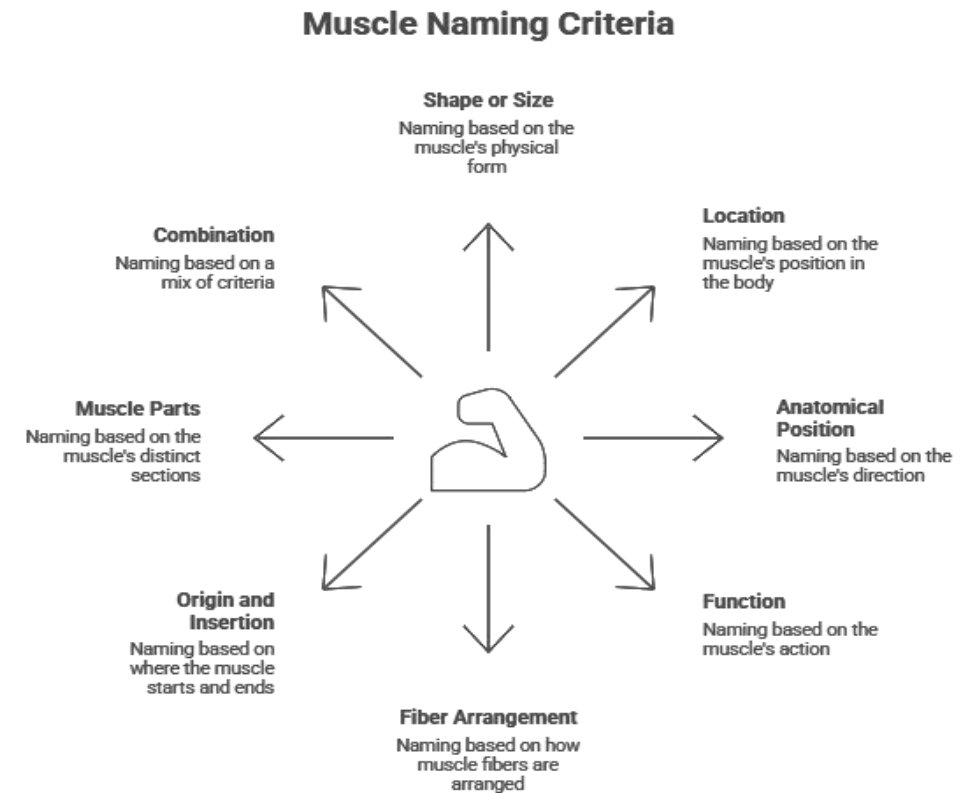 Muscle Naming Criteria
Shape or Size
Naming based on the
muscle's physical
form
Location
Naming based on the
muscle's position in
the body
Anatomical
Position
Naming based on the
muscle's direction
Function
Naming based on the
muscle's action
Fiber Arrangement
Naming based on how
muscle fibers are
arranged
Origin and
Insertion
Naming based on
where the muscle
starts and ends
Muscle Parts
Naming based on the
muscle's distinct
sections
Combination
Naming based on a
mix of criteria